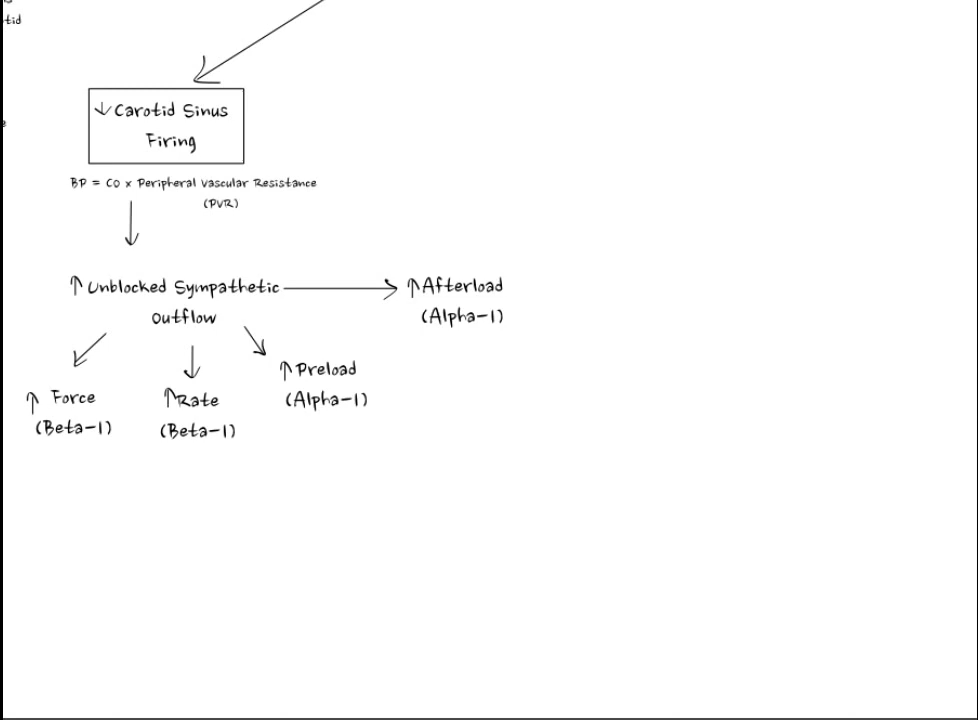 tid
↓ Carotid Sinus
Firing
BP = CO x Peripheral Vascular Resistance
(PVR)
↑ Unblocked Sympathetic
outflow
↑ Afterload
(Alpha-1)
↑ Preload
(Alpha-1)
↑ Force
(Beta-1)
↑ Rate
(Beta-1)